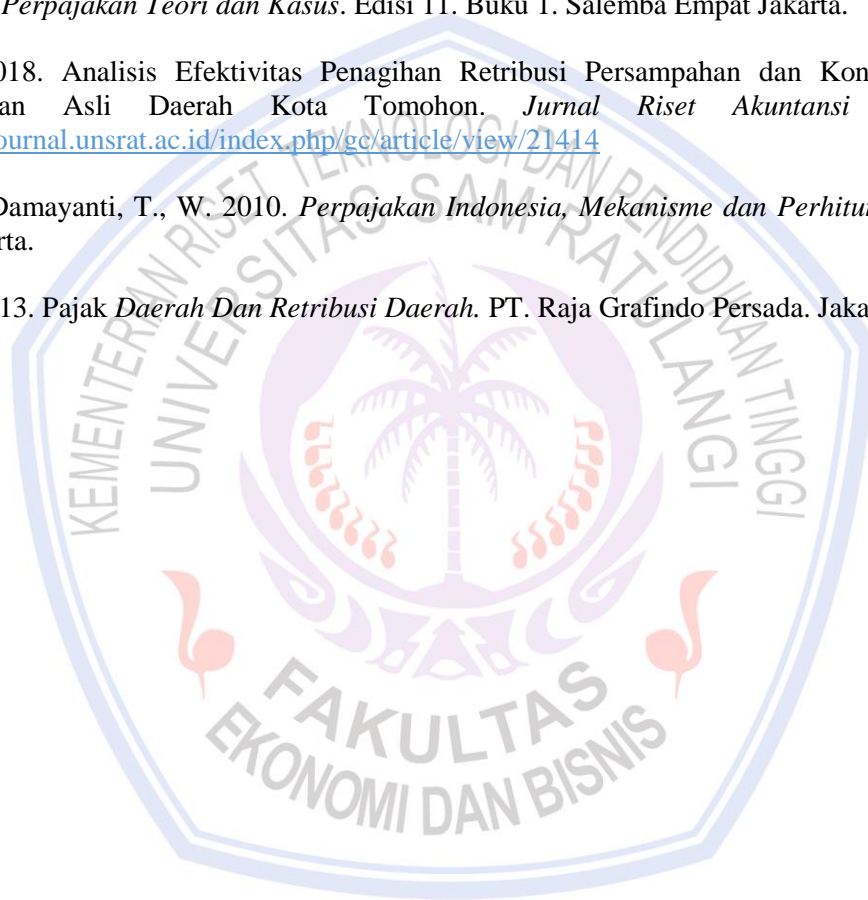 Perpajakan Teori dan Kasus. Edisi 11. Buku 1. Salemba Empat Jakarta.
018. Analisis Efektivitas Penagihan Retribusi Persampahan dan Kon
an Asli Daerah Kota Tomohon. Jurnal Riset Akuntansi
ournal.unsrat.ac.id/index.php/gc/article/view/21414
Damayanti, T., W. 2010. Perpajakan Indonesia, Mekanisme dan Perhitu
rta.
13. Pajak Daerah Dan Retribusi Daerah. PT. Raja Grafindo Persada. Jaka
KEMENTERIAN RISET TEKNOLOGI DAN PENDIDIKAN TINGGI
UNIVERSITAS SAM RATULANGI
FAKULTAS
EKONOMI DAN BISNIS